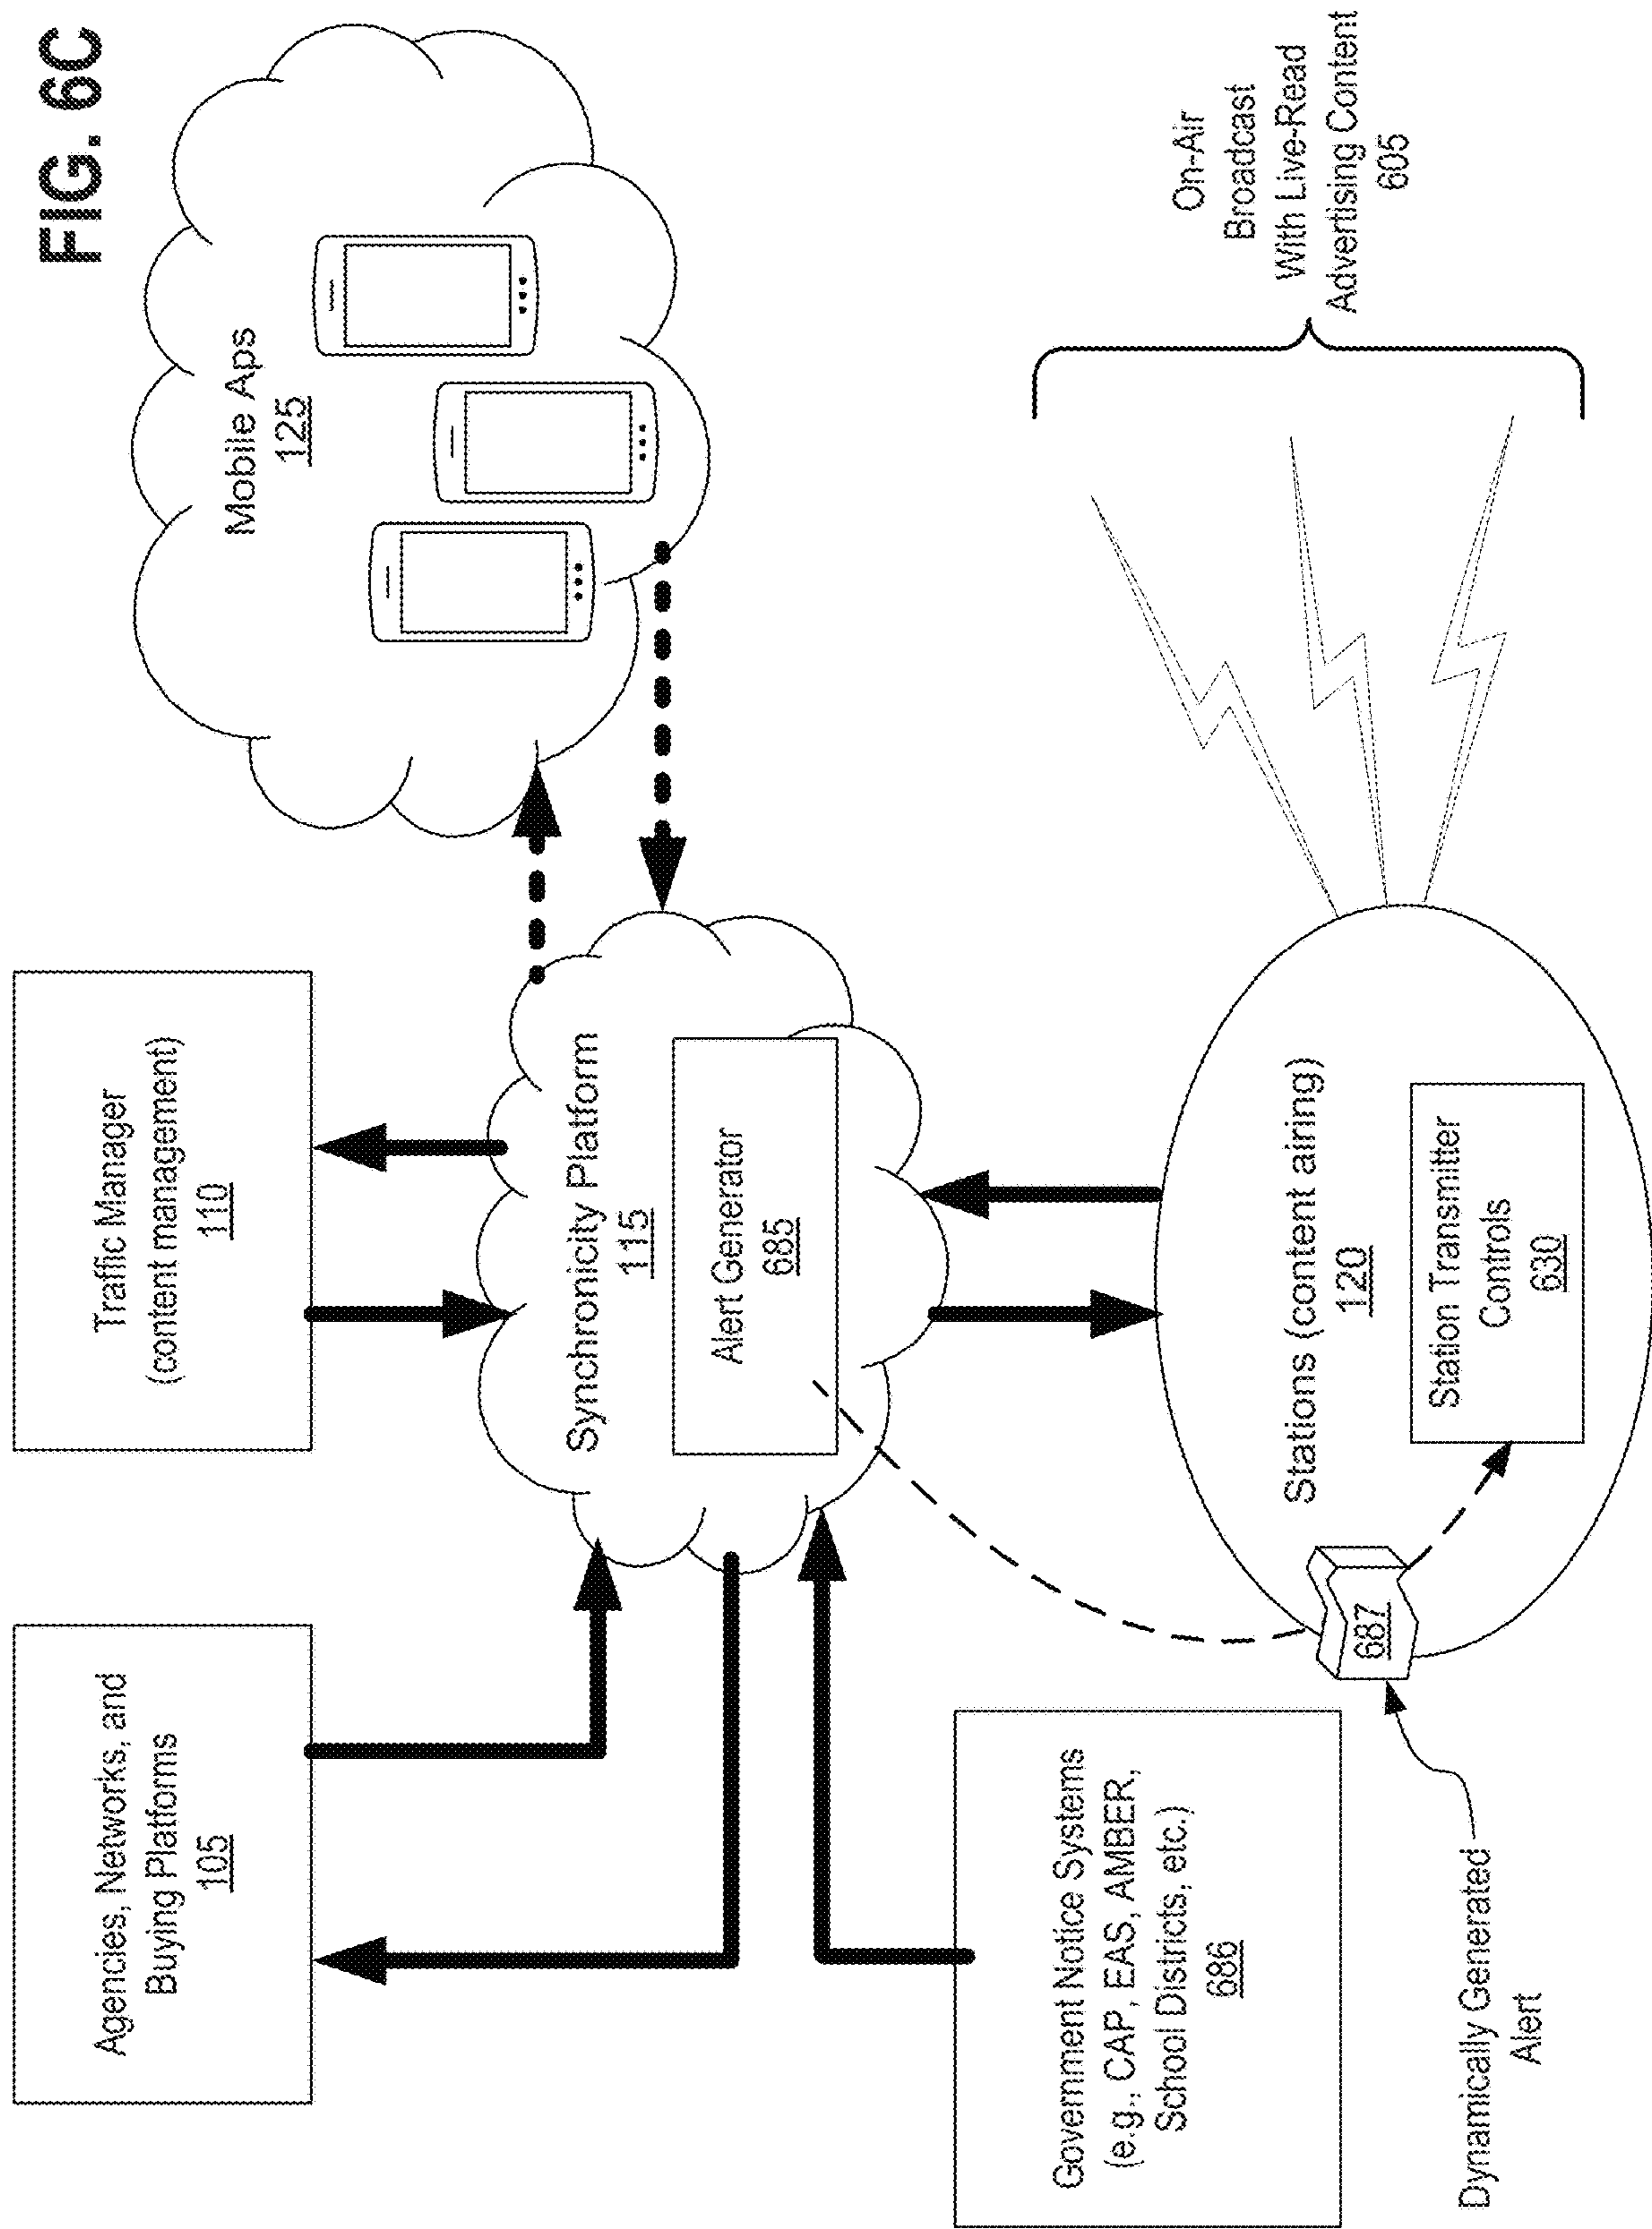 FIG. 6C
Agencies, Networks, and
Buying Platforms
105
Traffic Manager
(content management)
110
Mobile Aps
125
Synchronicity Platform
115
Alert Generator
685
Government Notice Systems
(e.g., CAP, EAS, AMBER,
School Districts, etc.)
686
Stations (content airing)
120
Station Transmitter
Controls
630
687
Dynamically Generated
Alert
On-Air
Broadcast
With Live-Read
Advertising Content
605